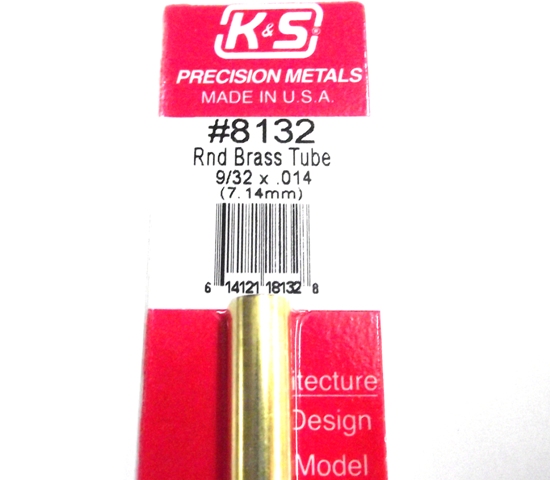 K&S®
PRECISION METALS
MADE IN U.S.A.
#8132
Rnd Brass Tube
9/32 x .014
(7.14mm)
6 14121 18132 8
itecture
Design
Model